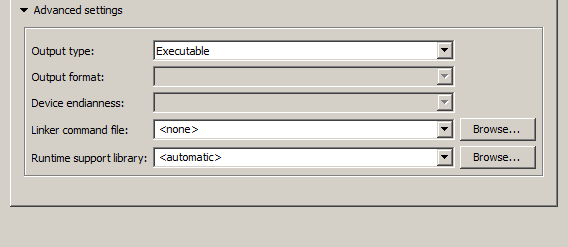 Advanced settings
Output type: Executable
Output format:
Device endianness:
Linker command file: <none> Browse...
Runtime support library: <automatic> Browse...